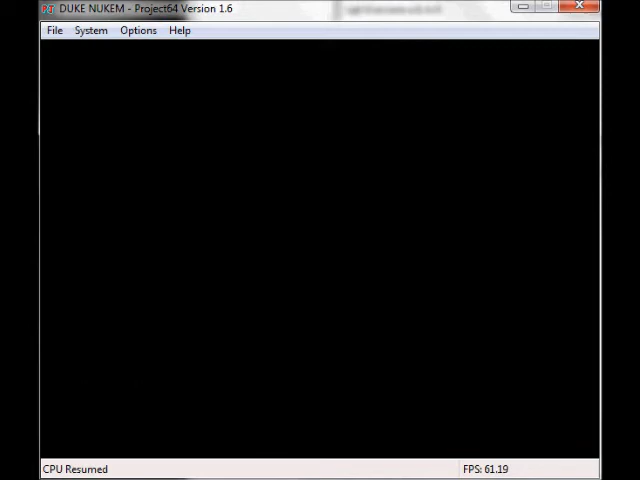 DUKE NUKEM - Project64 Version 1.6
File System Options Help
CPU Resumed FPS: 61.19